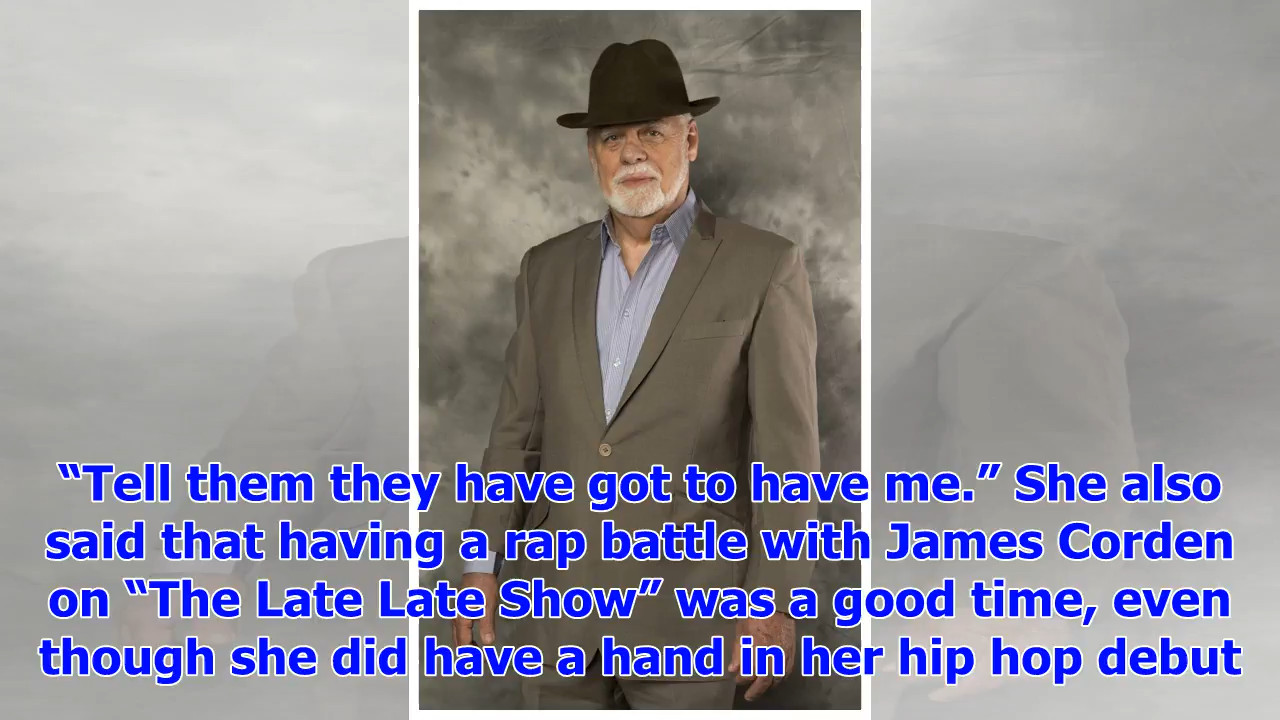 “Tell them they have got to have me.” She also
said that having a rap battle with James Corden
on “The Late Late Show” was a good time, even
though she did have a hand in her hip hop debut